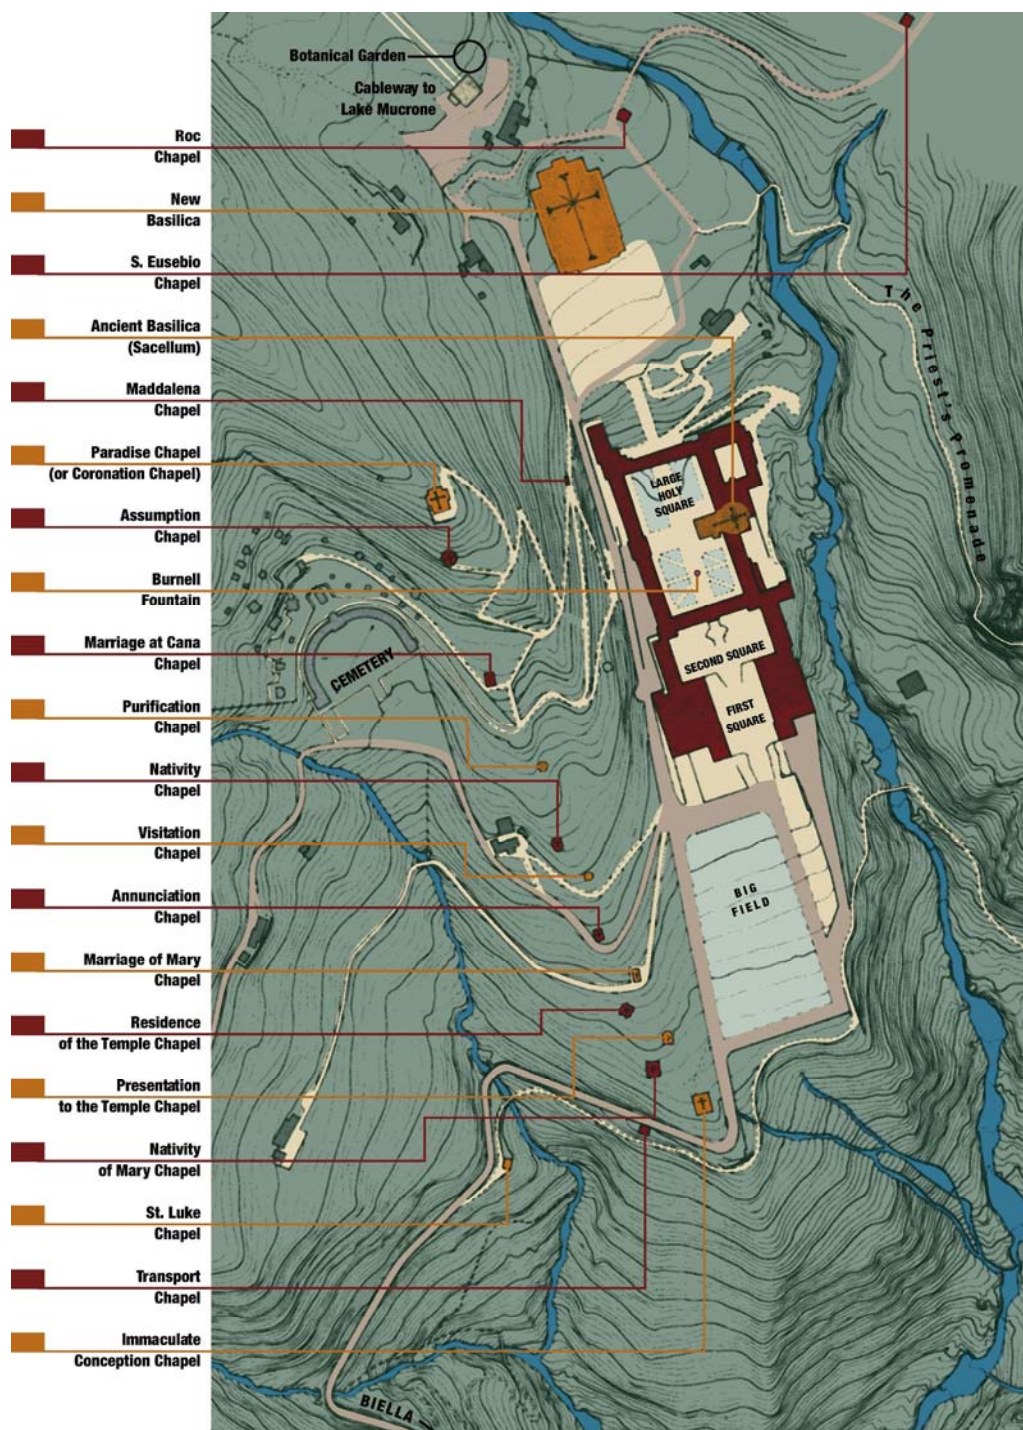 Botanical Garden
Cableway to
Lake Mucrone
Roc
Chapel
New
Basilica
S. Eusebio
Chapel
Ancient Basilica
(Sacellum)
Maddalena
Chapel
Paradise Chapel
(or Coronation Chapel)
Assumption
Chapel
Burnell
Fountain
Marriage at Cana
Chapel
Purification
Chapel
Nativity
Chapel
Visitation
Chapel
Annunciation
Chapel
Marriage of Mary
Chapel
Residence
of the Temple Chapel
Presentation
to the Temple Chapel
Nativity
of Mary Chapel
St. Luke
Chapel
Transport
Chapel
Immaculate
Conception Chapel
The Priest's Promenade
LARGE
HOLY
SQUARE
CEMETERY
SECOND SQUARE
FIRST
SQUARE
BIG
FIELD
BIELLA